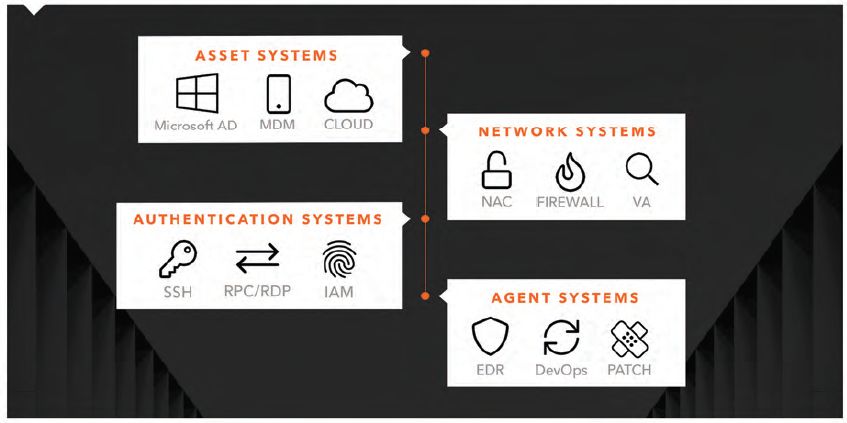 ASSET SYSTEMS
Microsoft AD MDM CLOUD
NETWORK SYSTEMS
NAC FIREWALL VA
AUTHENTICATION SYSTEMS
SSH RPC/RDP IAM
AGENT SYSTEMS
EDR DevOps PATCH